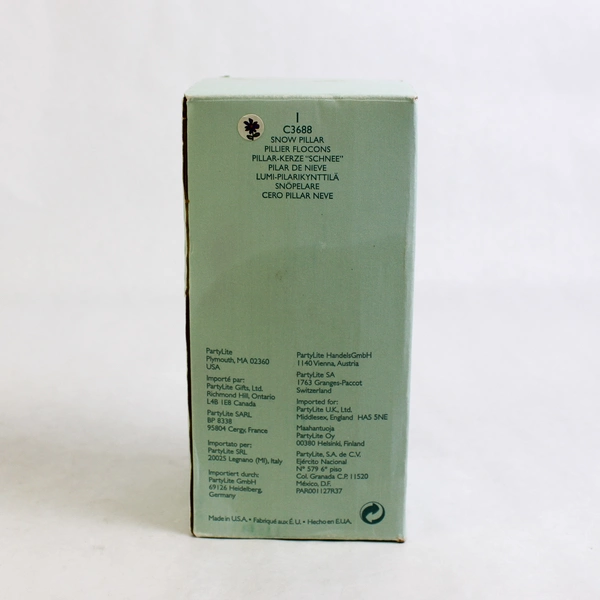 1
C3688
SNOW PILLAR
PILLIER FLOCONS
PILLAR-KERZE "SCHNEE"
PILAR DE NIEVE
LUMI-PILARIKYNTTILÄ
SNÖPELARE
CERO PILLAR NEVE
PartyLite
Plymouth, MA 02360
USA
Importé par:
PartyLite Gifts, Ltd.
Richmond Hill, Ontario
L4B 1E8 Canada
PartyLite SARL
BP 8338
95804 Cergy, France
Importato per:
PartyLite SRL
20025 Legnano (MI), Italy
Importiert durch:
PartyLite GmbH
69126 Heidelberg,
Germany
PartyLite HandelsGmbH
1140 Vienna, Austria
PartyLite SA
1763 Granges-Paccot
Switzerland
Imported for:
PartyLite U.K., Ltd.
Middlesex, England HA5 5NE
Maahantuoja
PartyLite Oy
00380 Helsinki, Finland
PartyLite, S.A. de C.V.
Ejército Nacional
N° 579 6° piso
Col. Granada C.P. 11520
México, D.F.
PAR001127R37
Made in U.S.A. • Fabriqué aux É. U. • Hecho en E.U.A.